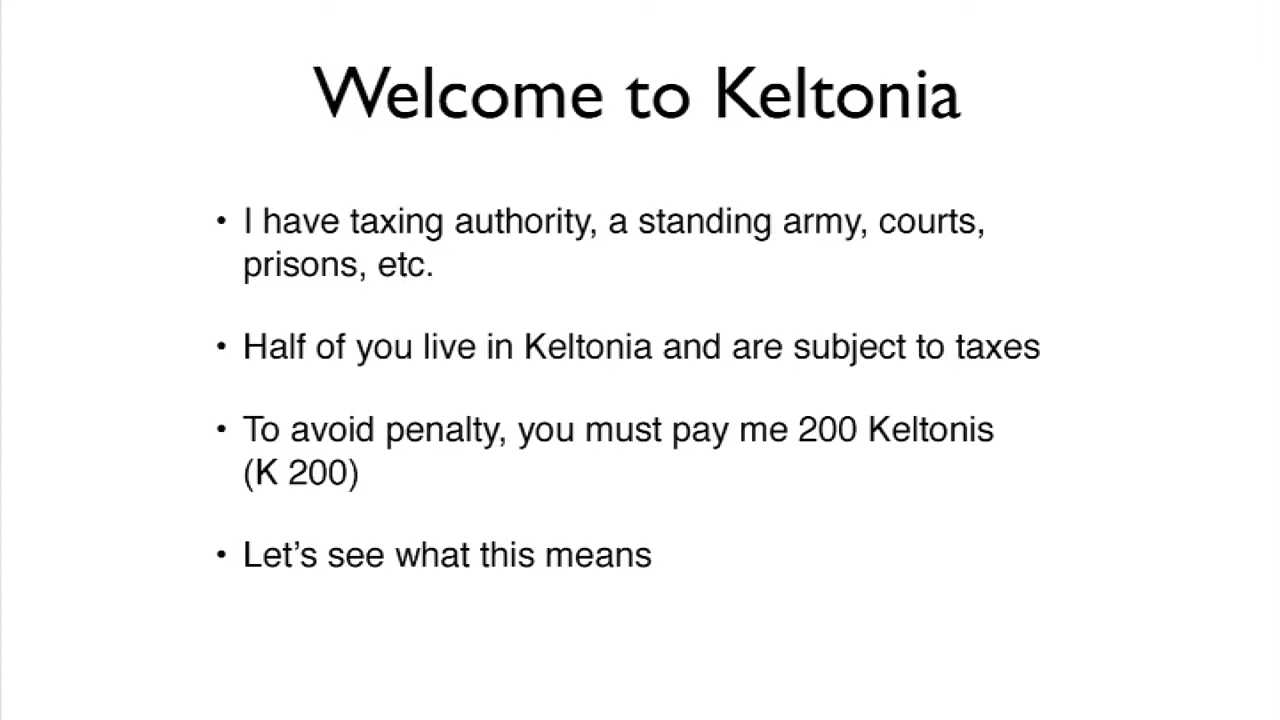 Welcome to Keltonia
• I have taxing authority, a standing army, courts,
prisons, etc.
• Half of you live in Keltonia and are subject to taxes
• To avoid penalty, you must pay me 200 Keltonis
(K 200)
• Let’s see what this means